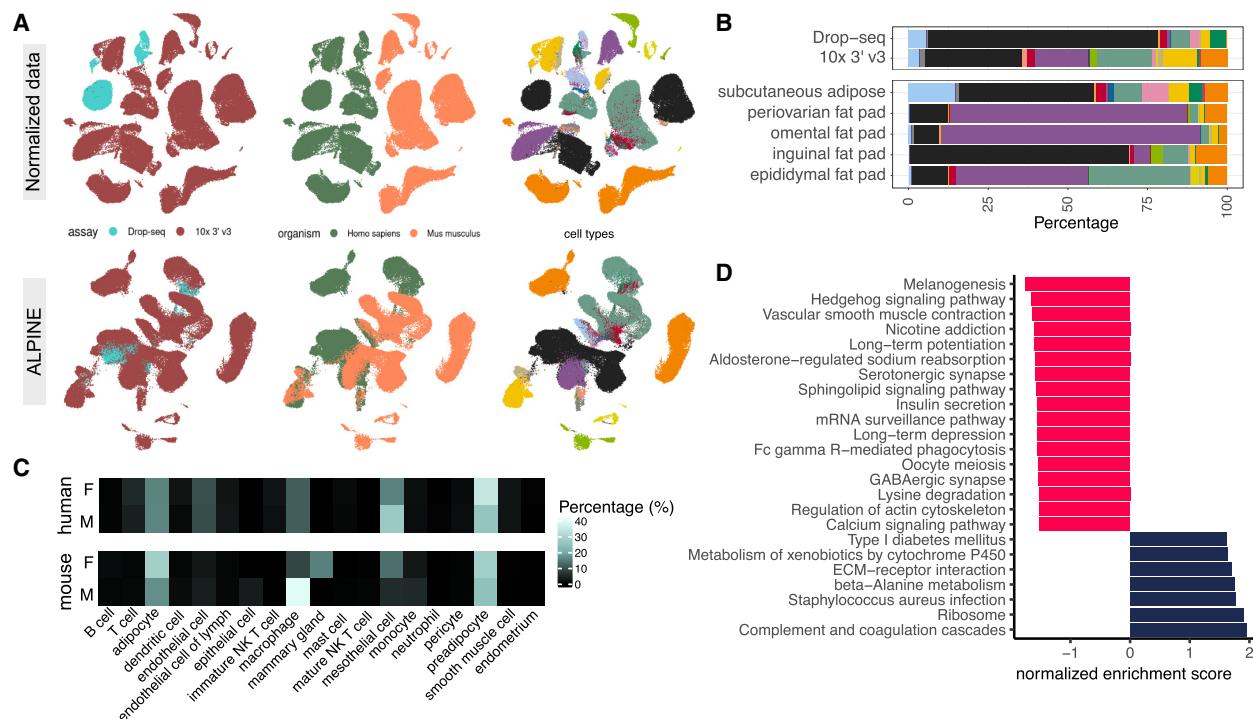 A
Normalized data
assay Drop-seq 10x 3' v3
organism Homo sapiens Mus musculus
cell types
ALPINE
B
Drop−seq
10x 3' v3
subcutaneous adipose
periovarian fat pad
omental fat pad
inguinal fat pad
epididymal fat pad
0 25 50 75 100
Percentage
C
human
F
M
mouse
F
M
B cell
T cell
adipocyte
dendritic cell
endothelial cell
endothelial cell of lymph
epithelial cell
immature NK T cell
macrophage
mammary gland
mast cell
mature NK T cell
mesothelial cell
monocyte
neutrophil
pericyte
preadipocyte
smooth muscle cell
endometrium
Percentage (%)
40
30
20
10
0
D
Melanogenesis
Hedgehog signaling pathway
Vascular smooth muscle contraction
Nicotine addiction
Long−term potentiation
Aldosterone−regulated sodium reabsorption
Serotonergic synapse
Sphingolipid signaling pathway
Insulin secretion
mRNA surveillance pathway
Long−term depression
Fc gamma R−mediated phagocytosis
Oocyte meiosis
GABAergic synapse
Lysine degradation
Regulation of actin cytoskeleton
Calcium signaling pathway
Type I diabetes mellitus
Metabolism of xenobiotics by cytochrome P450
ECM−receptor interaction
beta−Alanine metabolism
Staphylococcus aureus infection
Ribosome
Complement and coagulation cascades
−1 0 1 2
normalized enrichment score